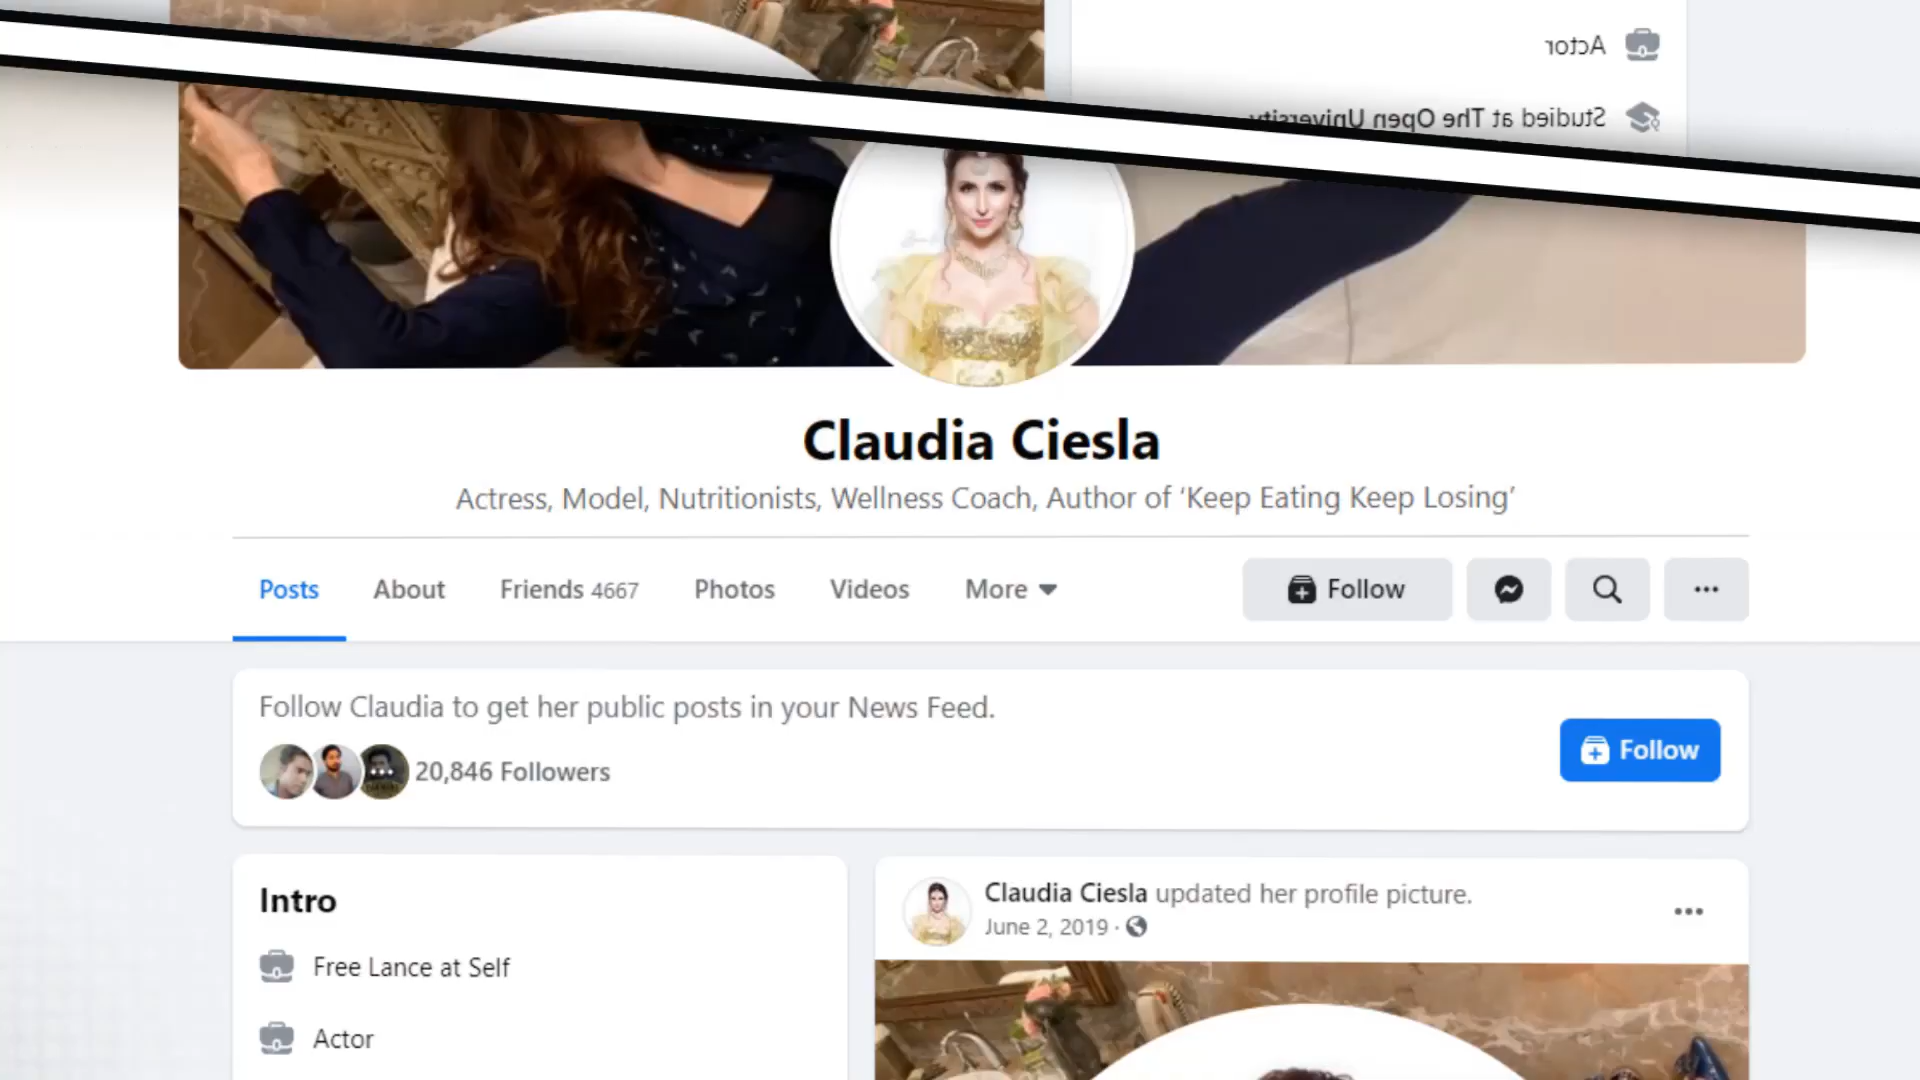 Actor
Studied at The Open University
Claudia Ciesla
Actress, Model, Nutritionists, Wellness Coach, Author of ‘Keep Eating Keep Losing’
Posts About Friends 4667 Photos Videos More Follow
Follow Claudia to get her public posts in your News Feed.
20,846 Followers
Follow
Intro
Free Lance at Self
Actor
Claudia Ciesla updated her profile picture.
June 2, 2019 ·